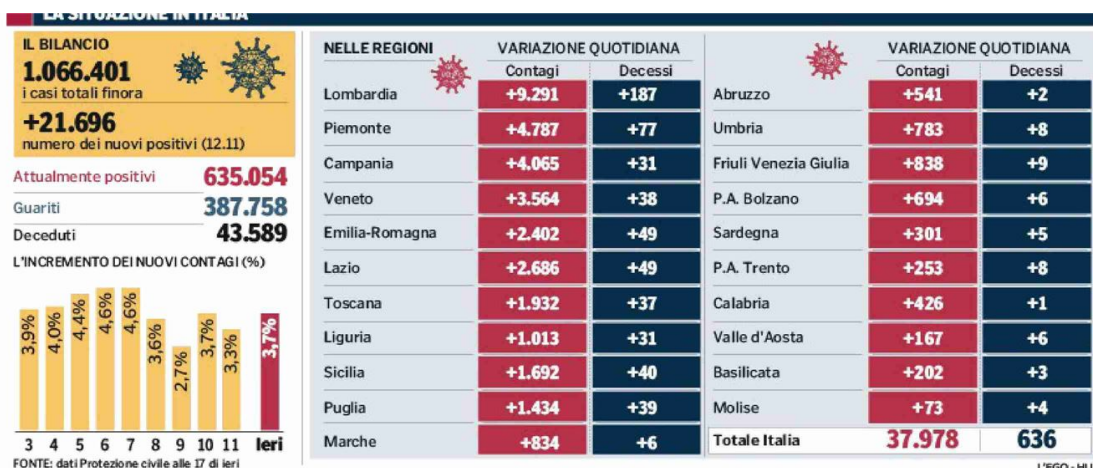 LA SITUAZIONE IN ITALIA
IL BILANCIO
1.066.401
i casi totali finora
+21.696
numero dei nuovi positivi (12.11)
Attualmente positivi 635.054
Guariti 387.758
Deceduti 43.589
L'INCREMENTO DEI NUOVI CONTAGI (%)
3,9% 4,0% 4,4% 4,6% 4,6% 3,6% 2,7% 3,7% 3,3% 3,7%
3 4 5 6 7 8 9 10 11 Ieri
FONTE: dati Protezione civile alle 17 di ieri
NELLE REGIONI VARIAZIONE QUOTIDIANA
Contagi Decessi
Lombardia +9.291 +187
Piemonte +4.787 +77
Campania +4.065 +31
Veneto +3.564 +38
Emilia-Romagna +2.402 +49
Lazio +2.686 +49
Toscana +1.932 +37
Liguria +1.013 +31
Sicilia +1.692 +40
Puglia +1.434 +39
Marche +834 +6
VARIAZIONE QUOTIDIANA
Contagi Decessi
Abruzzo +541 +2
Umbria +783 +8
Friuli Venezia Giulia +838 +9
P.A. Bolzano +694 +6
Sardegna +301 +5
P.A. Trento +253 +8
Calabria +426 +1
Valle d'Aosta +167 +6
Basilicata +202 +3
Molise +73 +4
Totale Italia 37.978 636
L'EGO - HUB